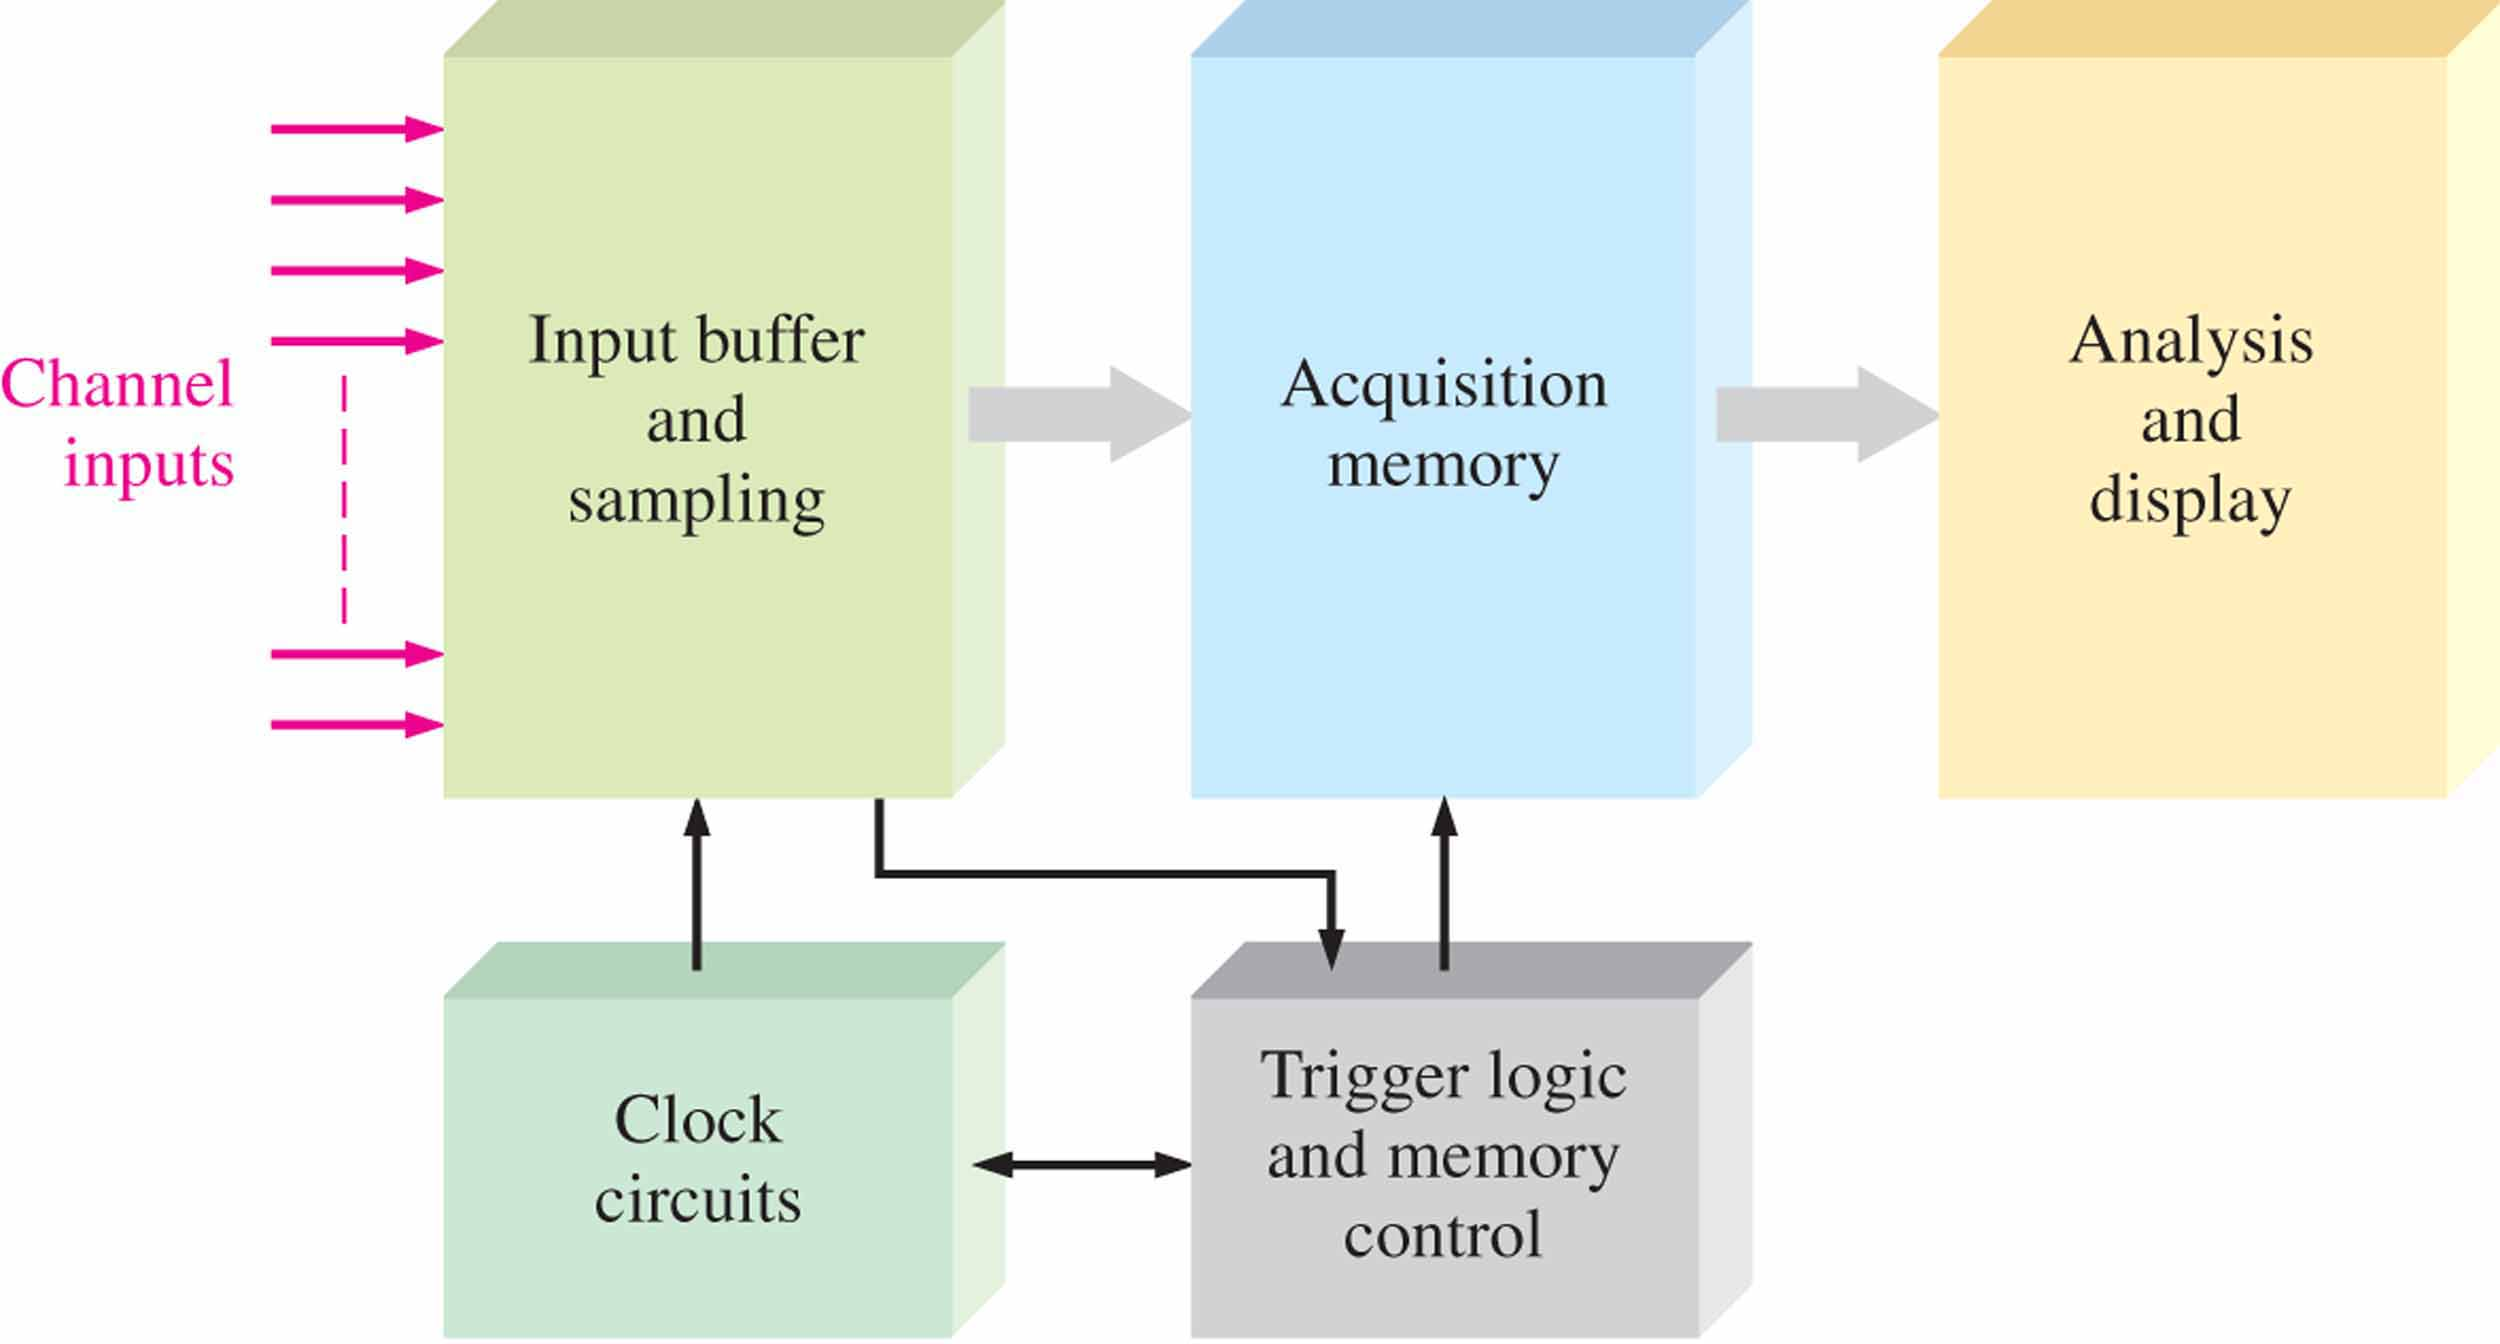 Channel
inputs
Input buffer
and
sampling
Acquisition
memory
Analysis
and
display
Clock
circuits
Trigger logic
and memory
control